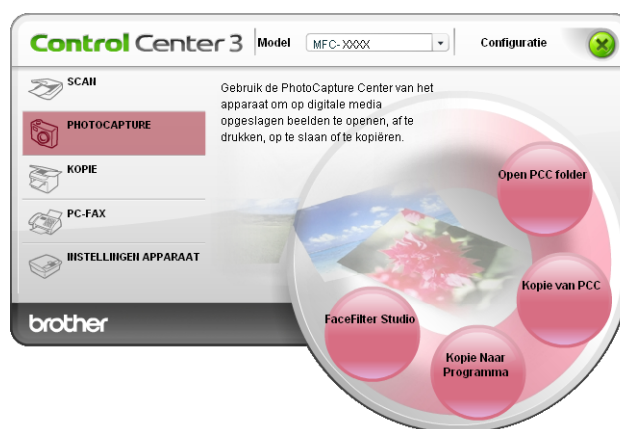 Control Center 3
Model
MFC-XXXX
Configuratie
SCAN
PHOTOCAPTURE
KOPIE
PC-FAX
INSTELLINGEN APPARAAT
Gebruik de PhotoCapture Center van het
apparaat om op digitale media
opgeslagen beelden te openen, af te
drukken, op te slaan of te kopiëren.
Open PCC folder
Kopie van PCC
Kopie Naar
Programma
FaceFilter Studio
brother